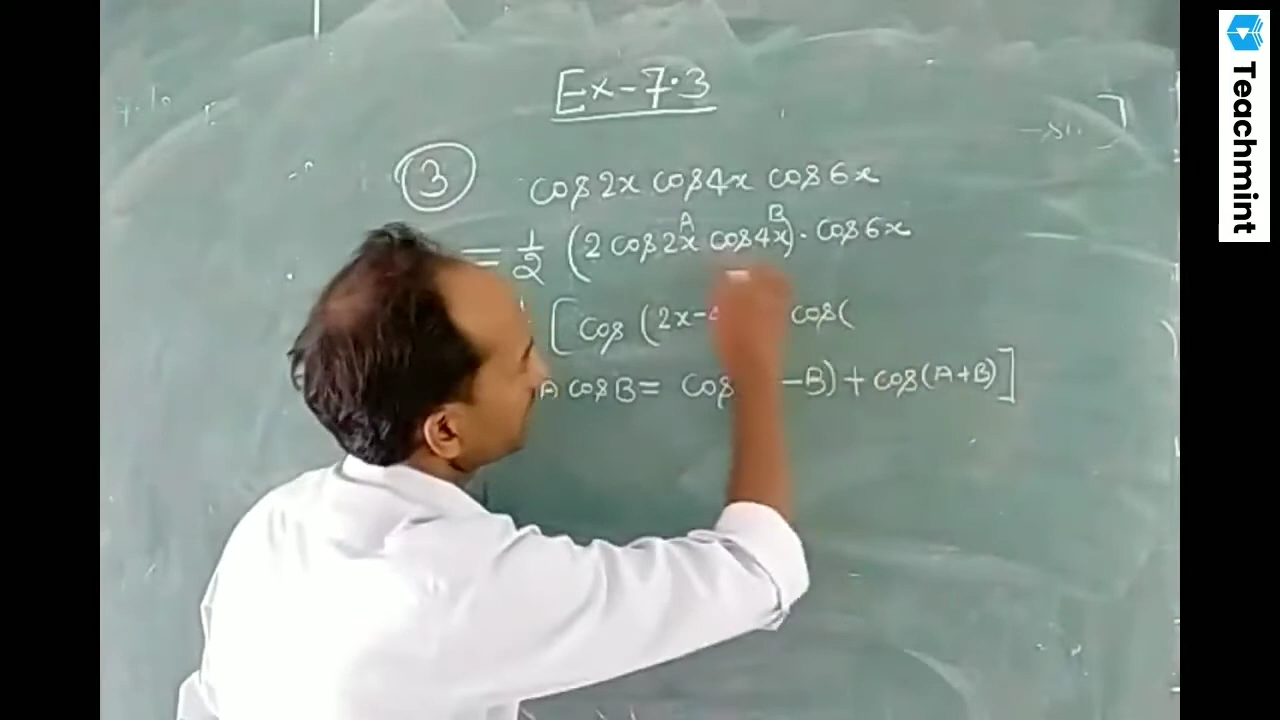 Ex-7.3
3 cos2x cos4x cos6x
A B
= 1/2 (2 cos2x cos4x) . cos6x
[cos (2x- cos(
A cosB = cos -B) + cos(A+B)]
Teachmint